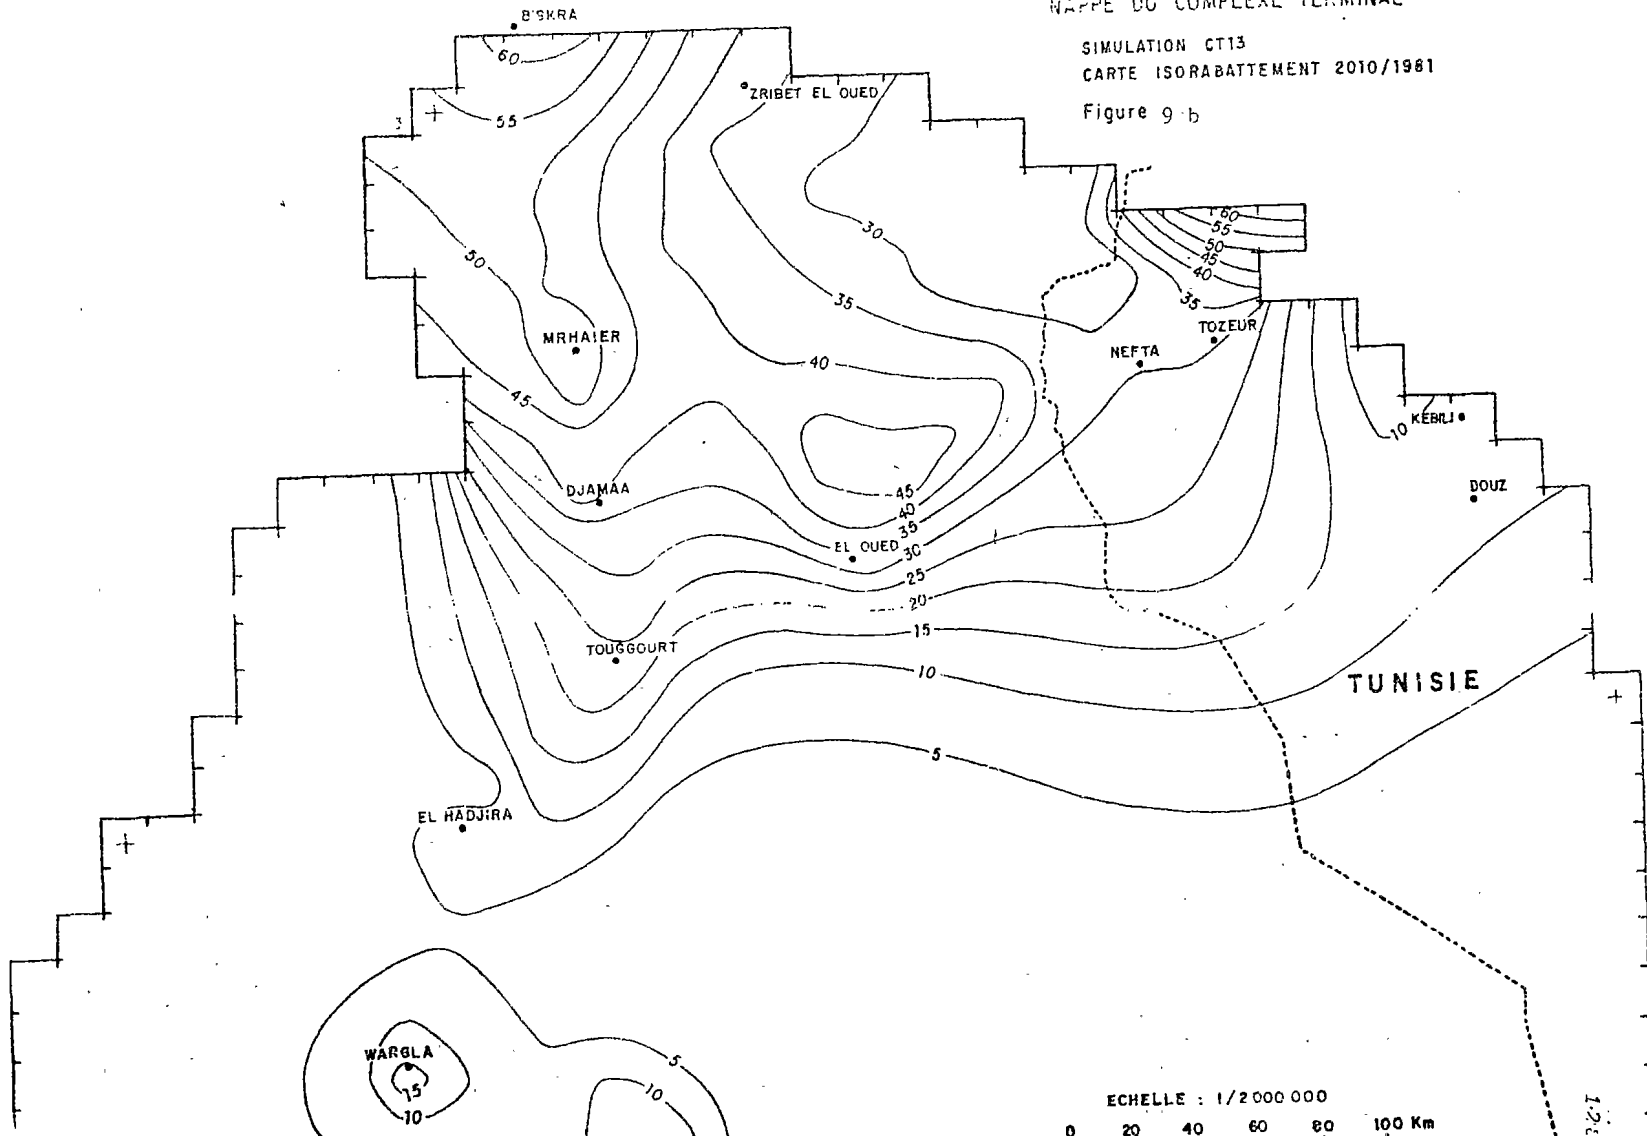 NAPPE DU COMPLEXE TERMINAL
SIMULATION CT13
CARTE ISORABATTEMENT 2010/1981
Figure 9-b
B'SKRA
60
ZRIBET EL OUED
55
3
30
60
55
50
45
40
35
50
35
TOZEUR
MRHAIER
NEFTA
40
45
KEBILI
10
DJAMAA
45
DOUZ
40
35
EL OUED
30
25
20
15
TOUGGOURT
10
TUNISIE
5
EL HADJIRA
WARGLA
5
15
10
10
ECHELLE : 1/2000000
0 20 40 60 80 100 Km